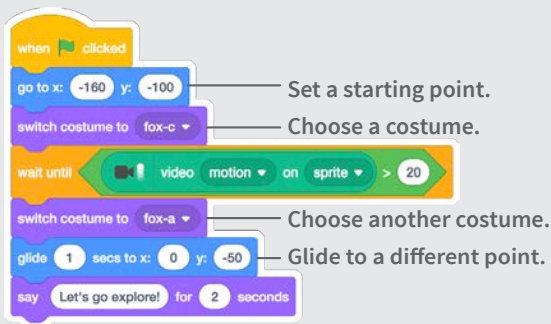 when clicked
go to x: -160 y: -100 Set a starting point.
switch costume to fox-c Choose a costume.
wait until video motion on sprite > 20
switch costume to fox-a Choose another costume.
glide 1 secs to x: 0 y: -50 Glide to a different point.
say Let's go explore! for 2 seconds